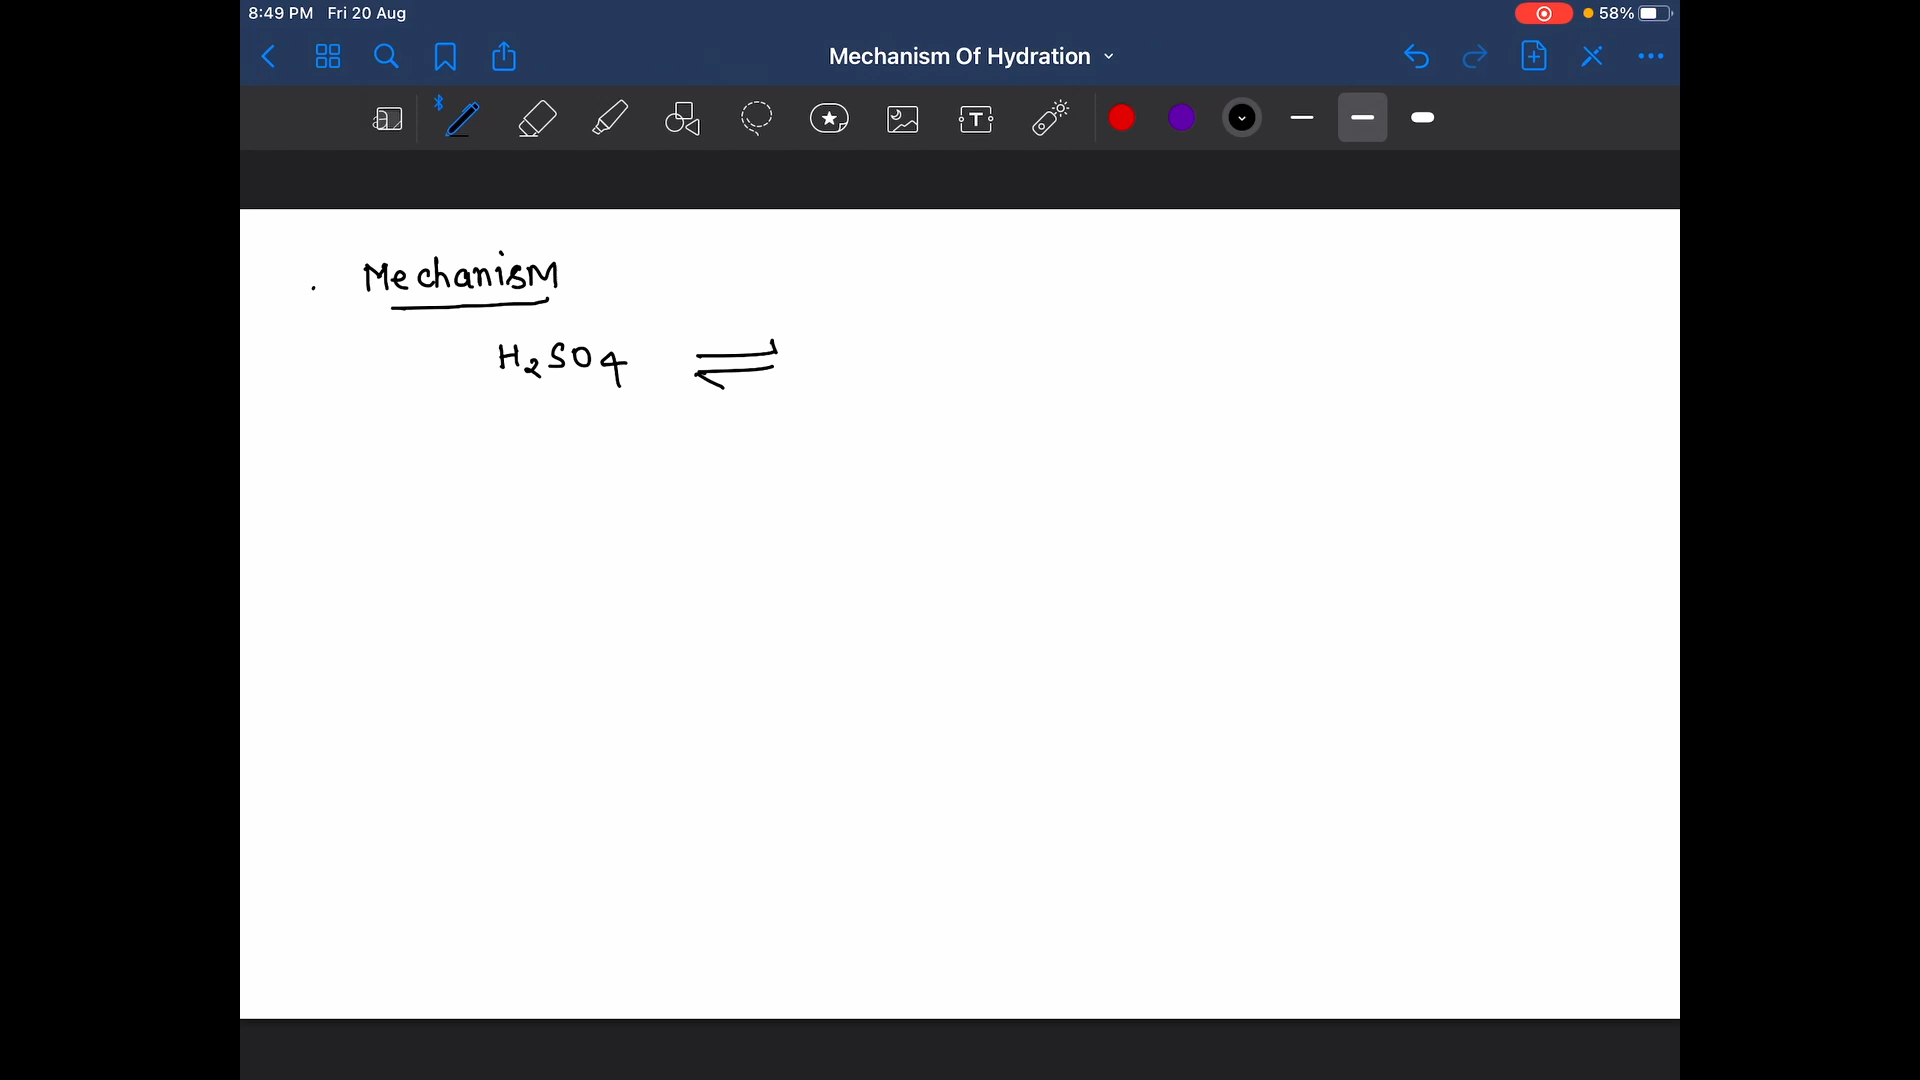 8:49 PM Fri 20 Aug
58%
Mechanism Of Hydration
T
Mechanism
H₂SO₄ ⇌